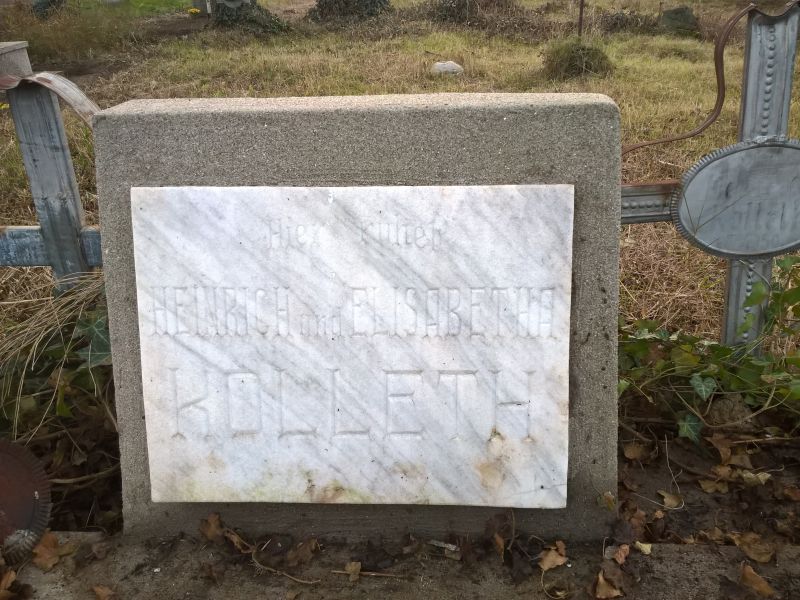 Hier ruhen
HEINRICH und ELISABETHA
KOLLETH